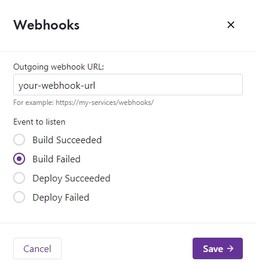 Webhooks
Outgoing webhook URL:
your-webhook-url
For example: https://my-services/webhooks/
Event to listen
Build Succeeded
Build Failed
Deploy Succeeded
Deploy Failed
Cancel
Save